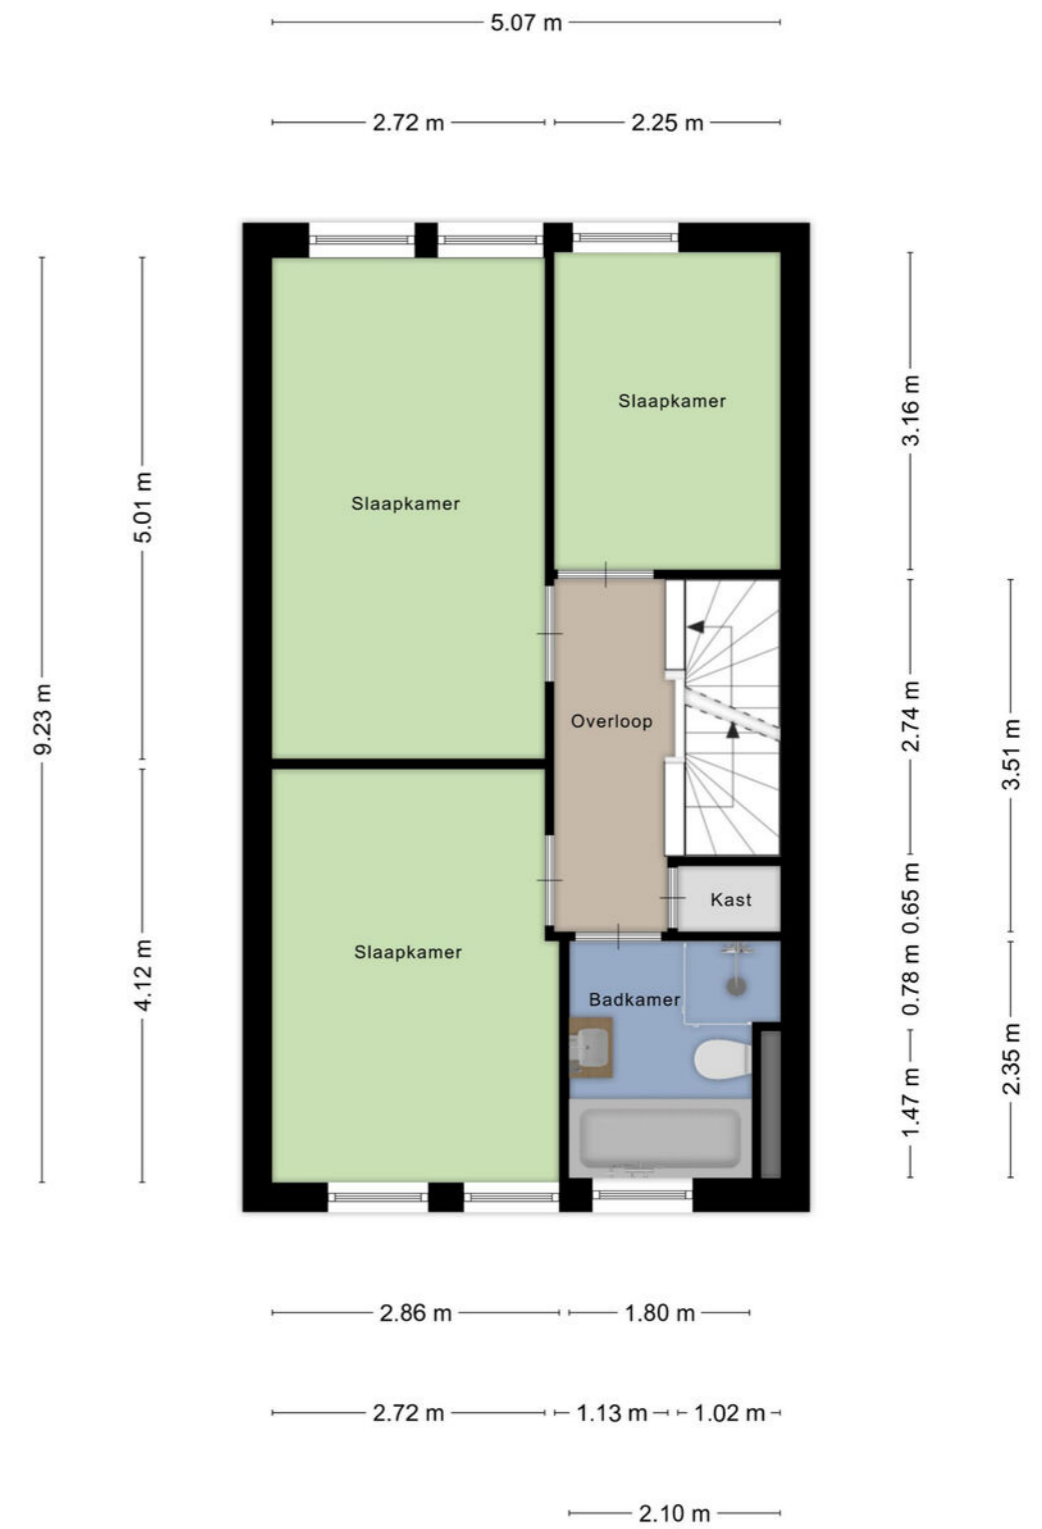 5.07 m
2.72 m
2.25 m
Slaapkamer
3.16 m
Slaapkamer
5.01 m
9.23 m
Overloop
2.74 m
3.51 m
Kast
0.65 m
Slaapkamer
4.12 m
Badkamer
0.78 m
2.35 m
1.47 m
2.86 m
1.80 m
2.72 m
1.13 m
1.02 m
2.10 m